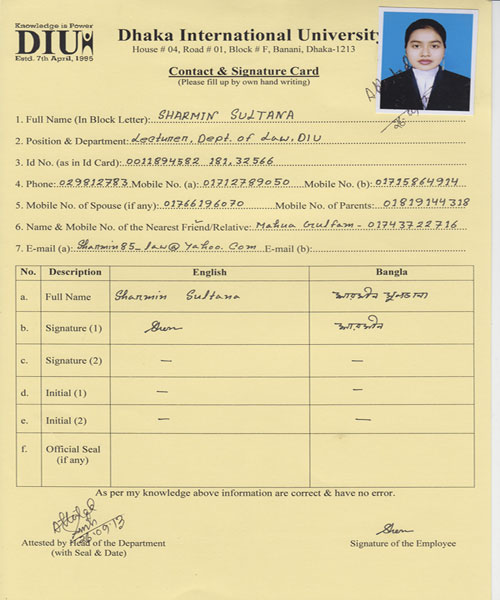 Knowledge is Power
DIU
Estd. 7th April, 1995
Dhaka International University
House # 04, Road # 01, Block # F, Banani, Dhaka-1213
Contact & Signature Card
(Please fill up by own hand writing)
1. Full Name (In Block Letter): SHARMIN SULTANA
2. Position & Department: Lecturer, Dept. of Law, DIU
3. Id No. (as in Id Card): 0011894582 181, 32566
4. Phone: 029812783 Mobile No. (a): 01712789050 Mobile No. (b): 01715864914
5. Mobile No. of Spouse (if any): 01766196070 Mobile No. of Parents: 01819144318
6. Name & Mobile No. of the Nearest Friend/Relative: Mahua Gulfam - 01743722716
7. E-mail (a): Sharmin85_law@yahoo.com E-mail (b):
No. Description English Bangla
a. Full Name Sharmin Sultana শারমীন সুলতানা
b. Signature (1) শারমীন
c. Signature (2) — —
d. Initial (1) — —
e. Initial (2) — —
f. Official Seal
(if any)
As per my knowledge above information are correct & have no error.
Attested by Head of the Department
(with Seal & Date)
Signature of the Employee